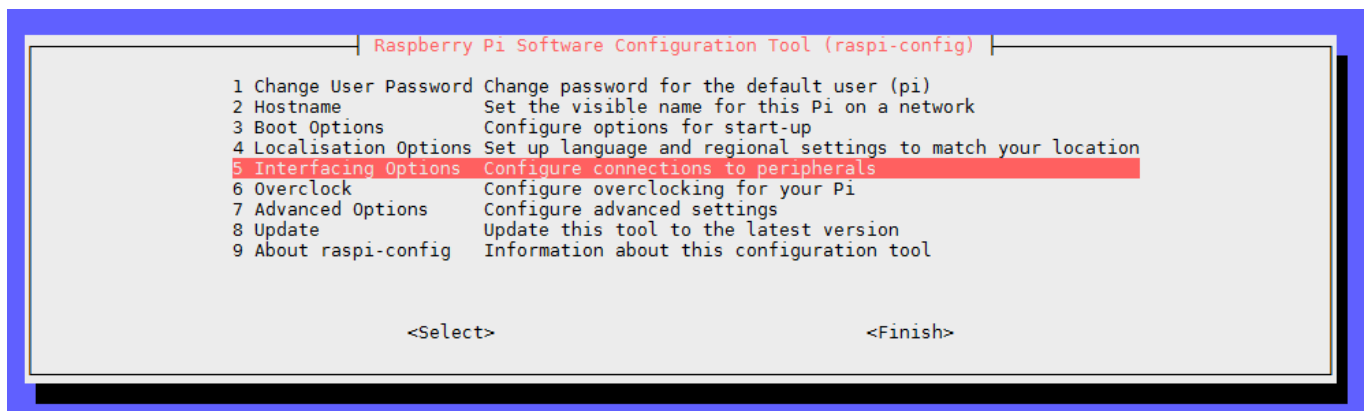 Raspberry Pi Software Configuration Tool (raspi-config)
1 Change User Password Change password for the default user (pi)
2 Hostname Set the visible name for this Pi on a network
3 Boot Options Configure options for start-up
4 Localisation Options Set up language and regional settings to match your location
5 Interfacing Options Configure connections to peripherals
6 Overclock Configure overclocking for your Pi
7 Advanced Options Configure advanced settings
8 Update Update this tool to the latest version
9 About raspi-config Information about this configuration tool
<Select> <Finish>